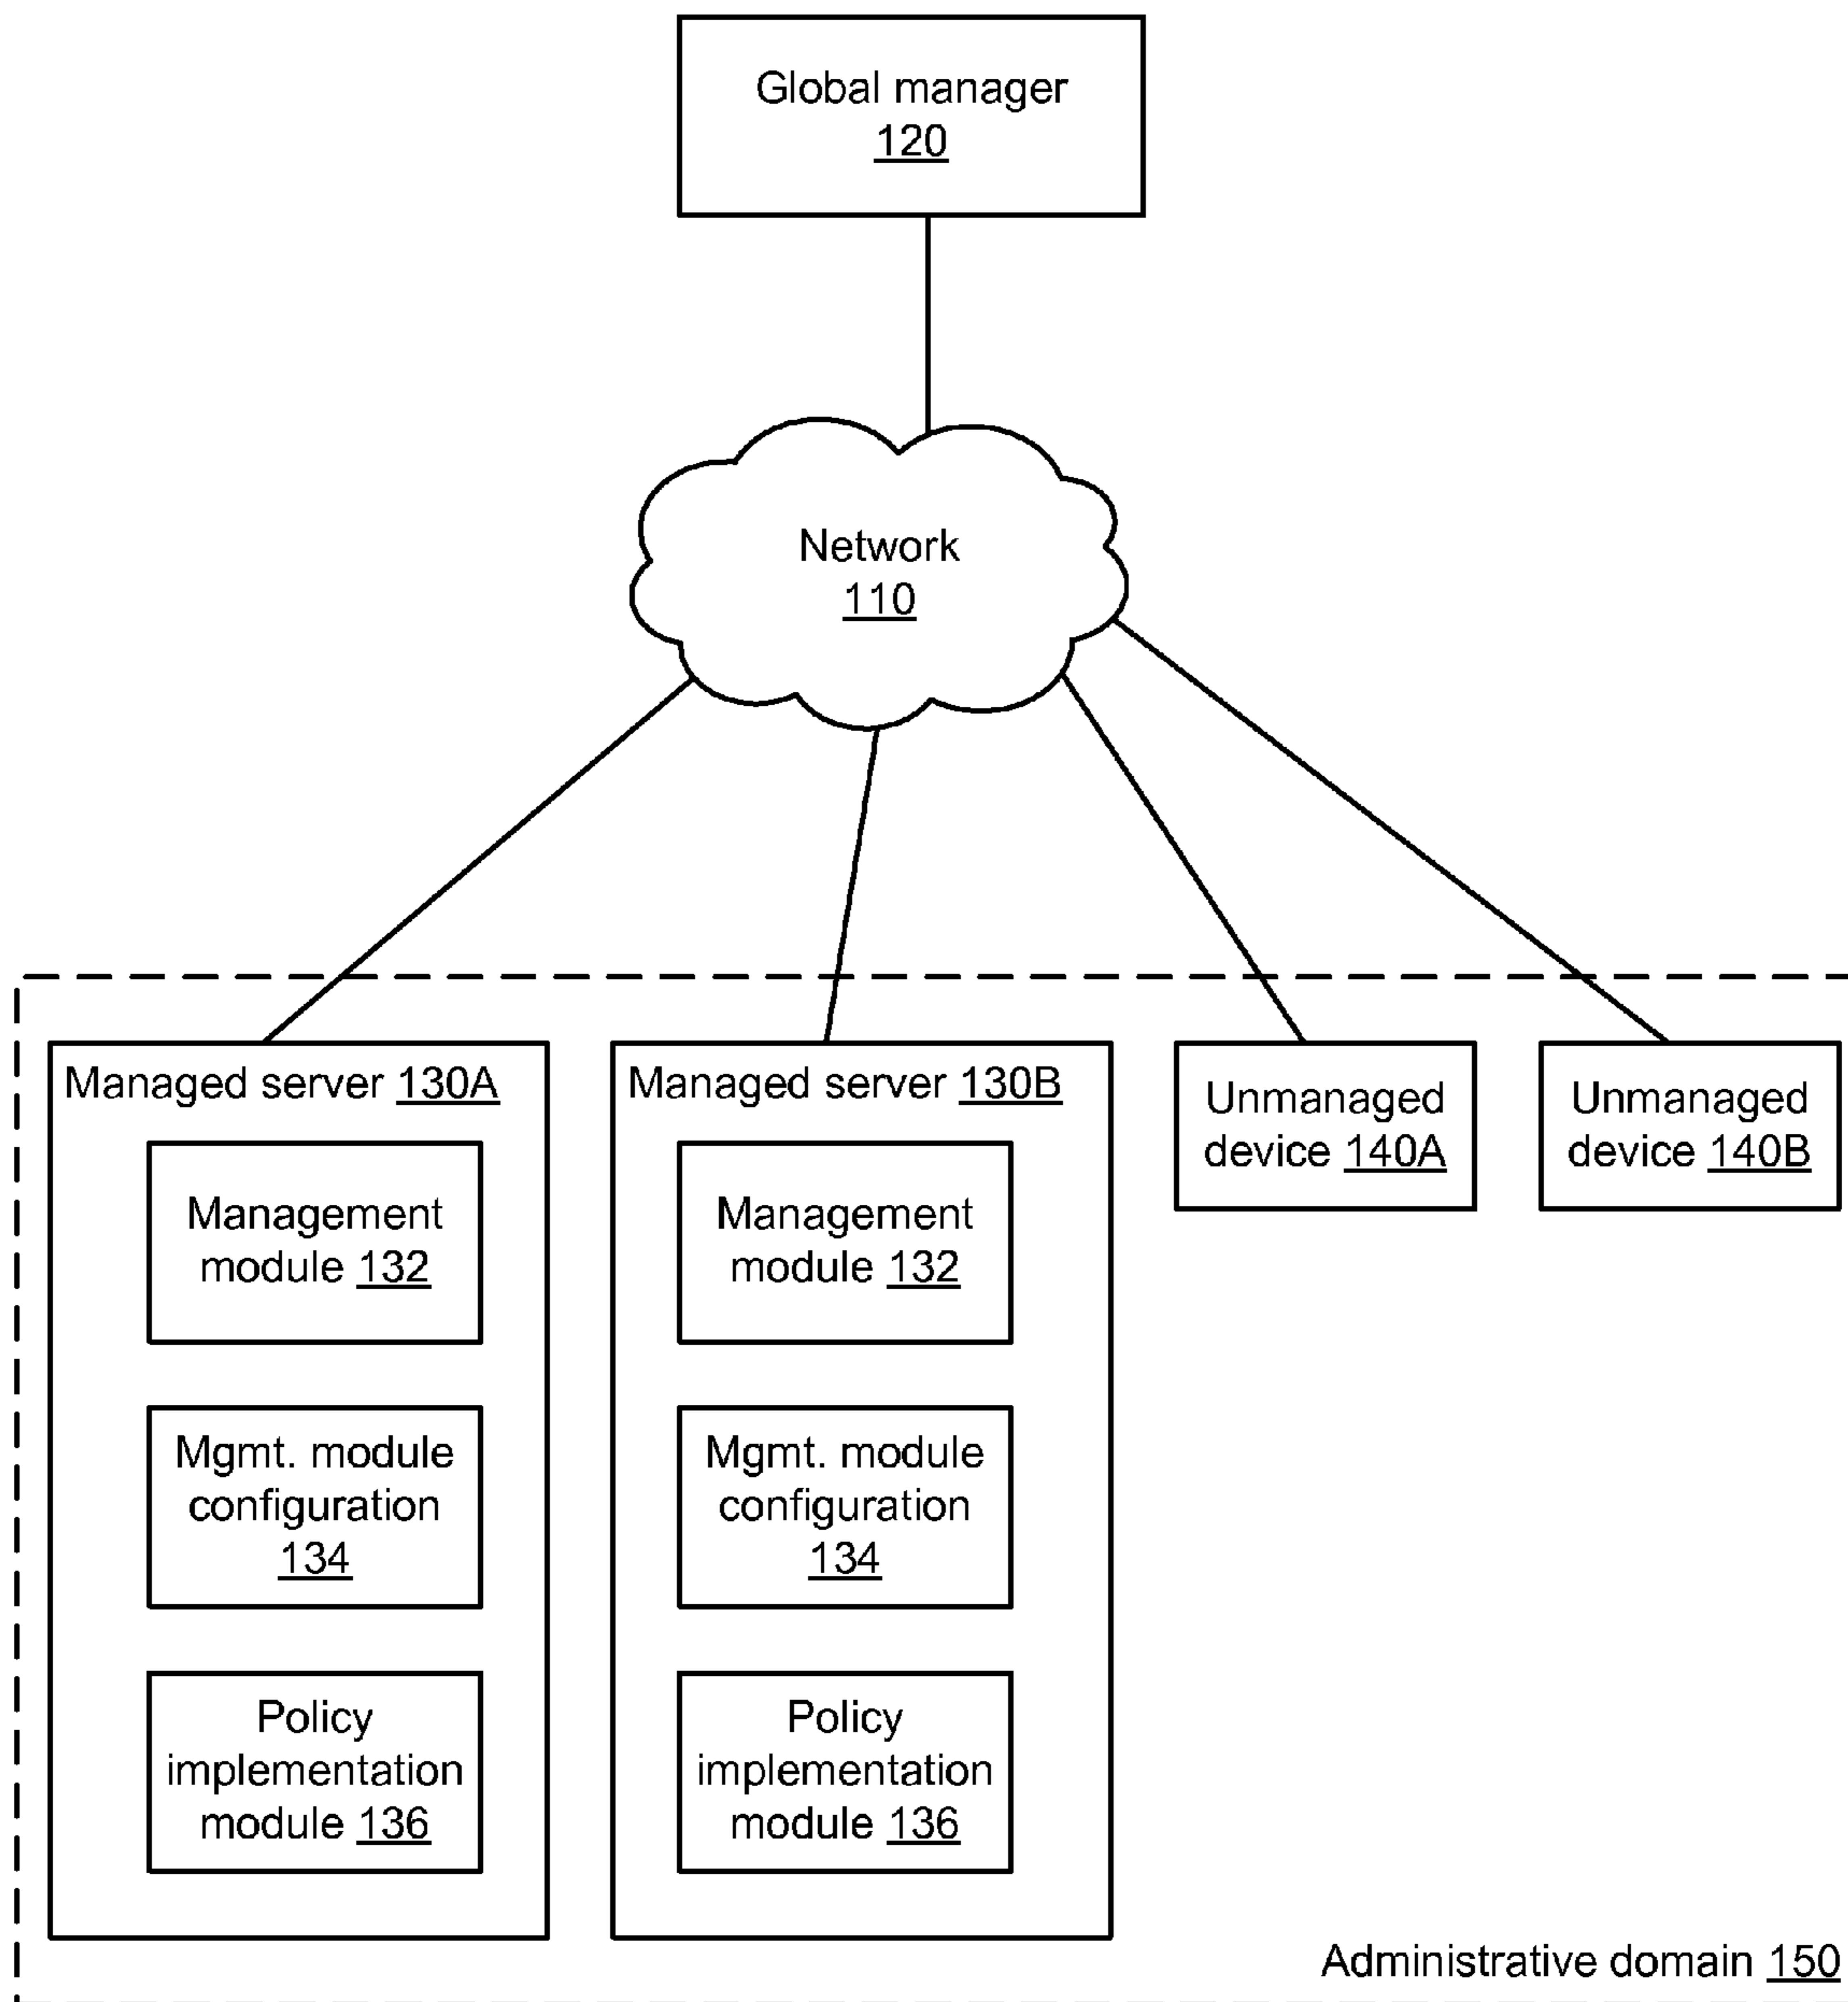 Global manager
120
Network
110
Managed server 130A
Management
module 132
Mgmt. module
configuration
134
Policy
implementation
module 136
Managed server 130B
Management
module 132
Mgmt. module
configuration
134
Policy
implementation
module 136
Unmanaged
device 140A
Unmanaged
device 140B
Administrative domain 150